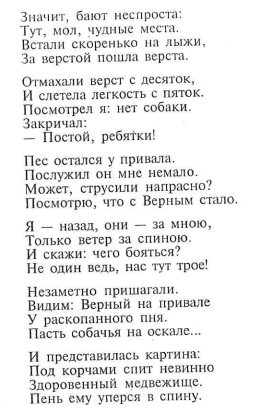 Значит, бают неспроста:
Тут, мол, чудные места.
Встали скоренько на лыжи,
За верстой пошла верста.
Отмахали верст с десяток,
И слетела легкость с пяток.
Посмотрел я: нет собаки.
Закричал:
— Постой, ребятки!
Пес остался у привала.
Послужил он мне немало.
Может, струсили напрасно?
Посмотрю, что с Верным стало.
Я — назад, они — за мною,
Только ветер за спиною.
И скажи: чего бояться?
Не один ведь, нас тут трое!
Незаметно пришагали.
Видим: Верный на привале
У раскопанного пня.
Пасть собачья на оскале...
И представилась картина:
Под корчами спит невинно
Здоровенный медвежище.
Пень ему уперся в спину.